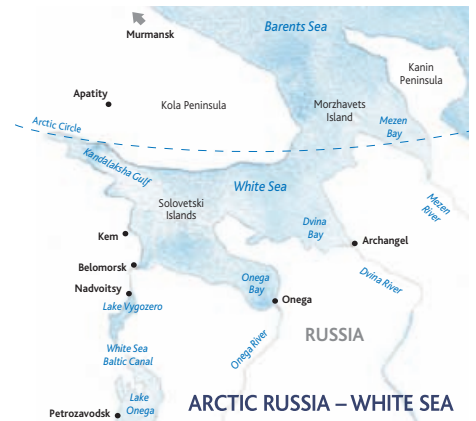 Barents Sea
Murmansk
Kanin
Peninsula
Apatity
Kola Peninsula
Morzhavets
Island
Mezen
Bay
Arctic Circle
Kandalaksha Gulf
White Sea
Mezen
River
Solovetski
Islands
Dvina
Bay
Kem
Archangel
Belomorsk
Dvina River
Nadvoitsy
Onega
Bay
Onega
Lake Vygozero
RUSSIA
Onega River
White Sea
Baltic Canal
Lake
Onega
ARCTIC RUSSIA – WHITE SEA
Petrozavodsk